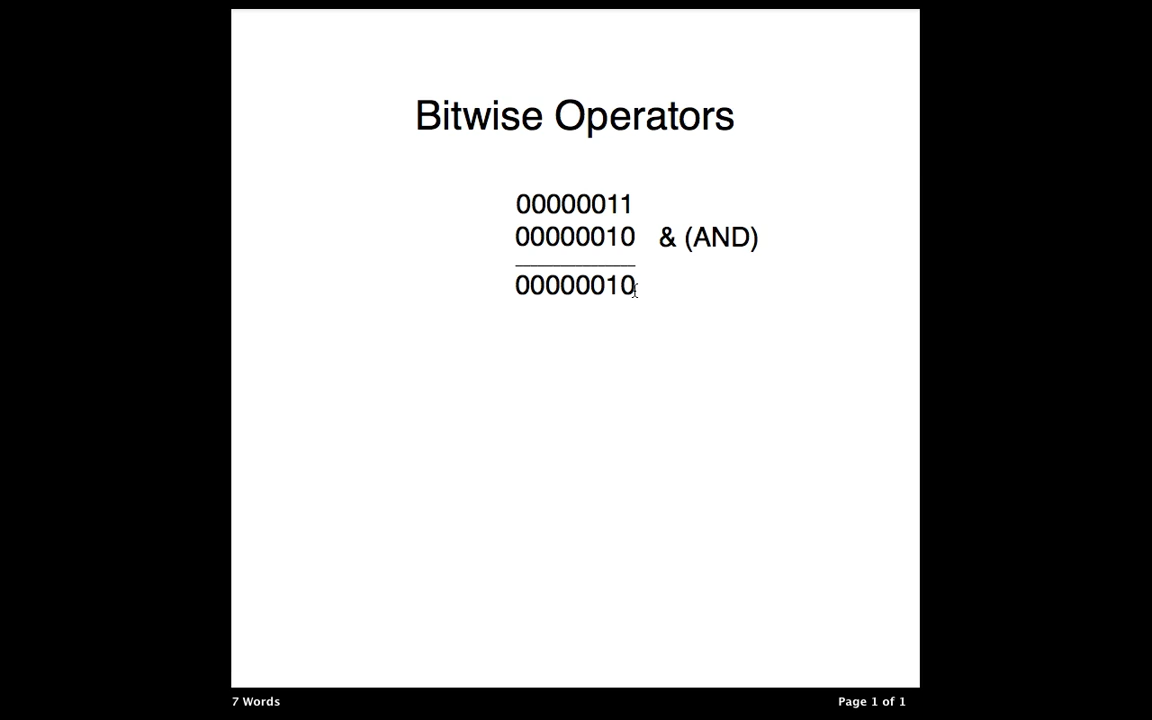 Bitwise Operators
00000011
00000010 & (AND)
00000010
7 Words Page 1 of 1